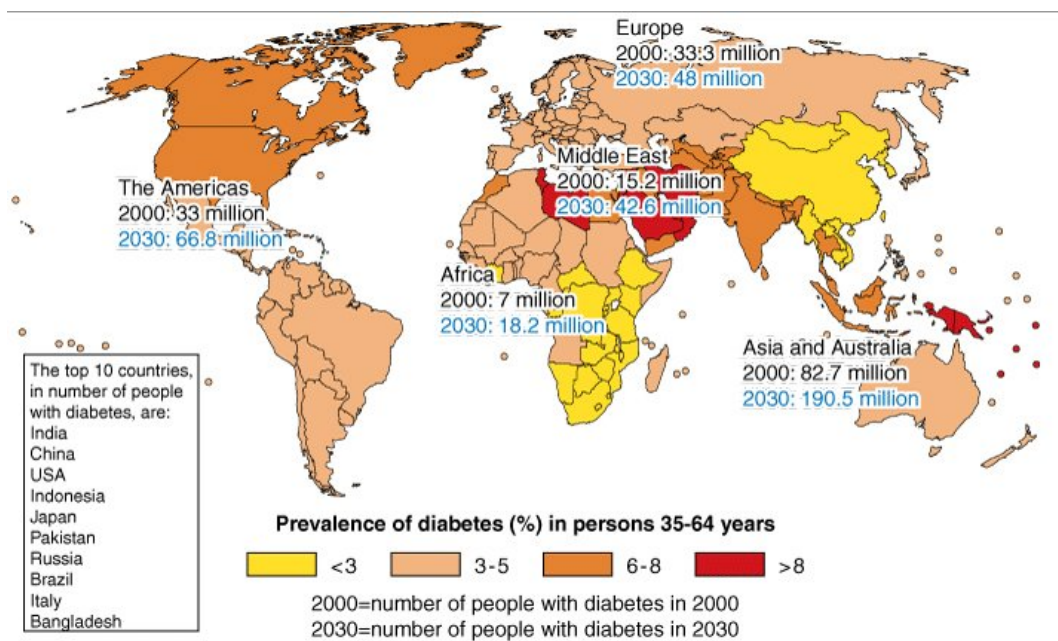 Europe
2000: 33.3 million
2030: 48 million
Middle East
2000: 15.2 million
2030: 42.6 million
The Americas
2000: 33 million
2030: 66.8 million
Africa
2000: 7 million
2030: 18.2 million
Asia and Australia
2000: 82.7 million
2030: 190.5 million
The top 10 countries,
in number of people
with diabetes, are:
India
China
USA
Indonesia
Japan
Pakistan
Russia
Brazil
Italy
Bangladesh
Prevalence of diabetes (%) in persons 35-64 years
<3 3-5 6-8 >8
2000=number of people with diabetes in 2000
2030=number of people with diabetes in 2030